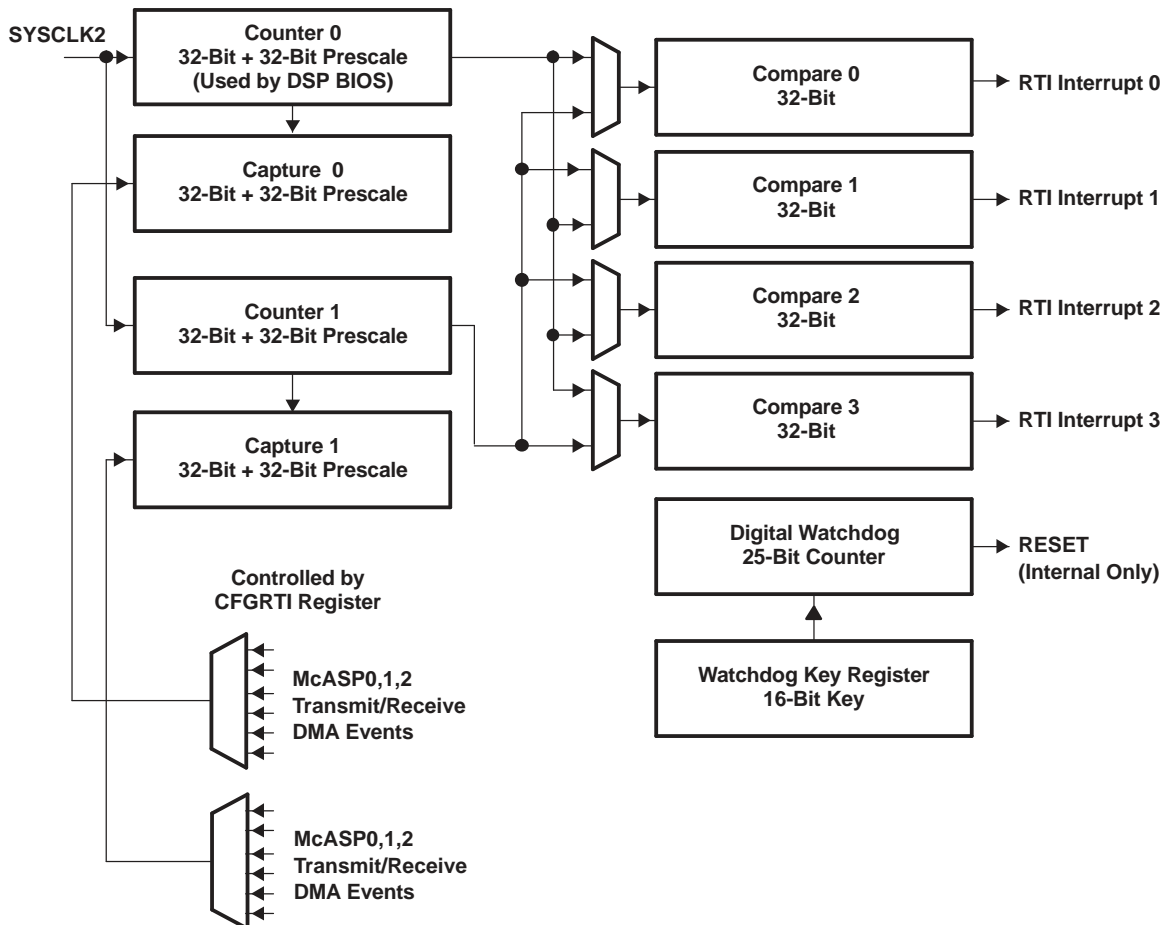 SYSCLK2
Counter 0
32-Bit + 32-Bit Prescale
(Used by DSP BIOS)
Capture 0
32-Bit + 32-Bit Prescale
Counter 1
32-Bit + 32-Bit Prescale
Capture 1
32-Bit + 32-Bit Prescale
Compare 0
32-Bit
RTI Interrupt 0
Compare 1
32-Bit
RTI Interrupt 1
Compare 2
32-Bit
RTI Interrupt 2
Compare 3
32-Bit
RTI Interrupt 3
Digital Watchdog
25-Bit Counter
RESET
(Internal Only)
Watchdog Key Register
16-Bit Key
Controlled by
CFGRTI Register
McASP0,1,2
Transmit/Receive
DMA Events
McASP0,1,2
Transmit/Receive
DMA Events